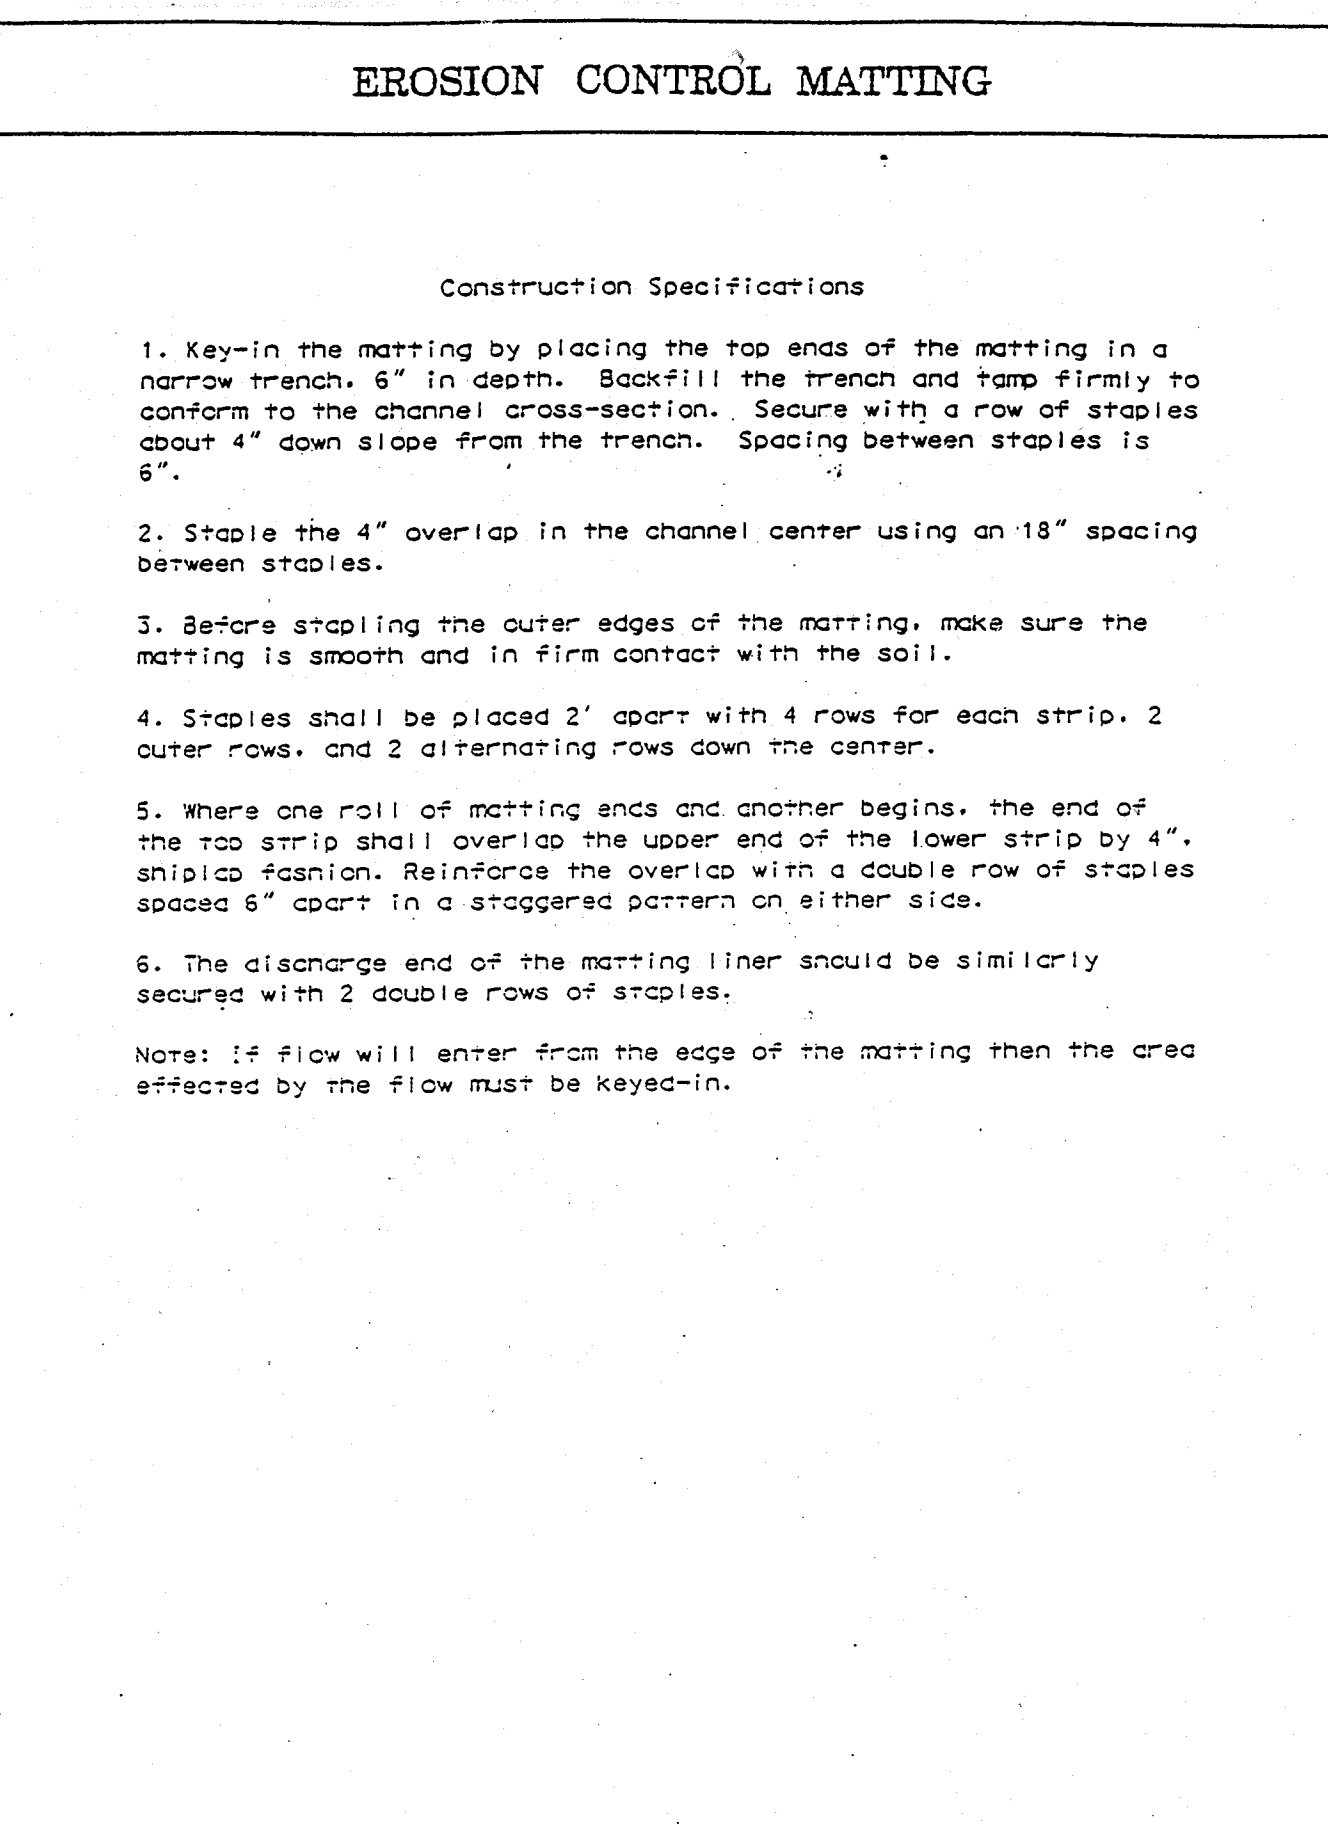 EROSION CONTROL MATTING
Construction Specifications
1. Key-in the matting by placing the top ends of the matting in a
narrow trench, 6" in depth. Backfill the trench and tamp firmly to
conform to the channel cross-section. Secure with a row of staples
about 4" down slope from the trench. Spacing between staples is
6".
2. Staple the 4" overlap in the channel center using an 18" spacing
between staples.
3. Before stapling the outer edges of the matting, make sure the
matting is smooth and in firm contact with the soil.
4. Staples shall be placed 2' apart with 4 rows for each strip, 2
outer rows, and 2 alternating rows down the center.
5. Where one roll of matting ends and another begins, the end of
the top strip shall overlap the upper end of the lower strip by 4",
shiplap fashion. Reinforce the overlap with a double row of staples
spaced 6" apart in a staggered pattern on either side.
6. The discharge end of the matting liner should be similarly
secured with 2 double rows of staples.
Note: If flow will enter from the edge of the matting then the area
effected by the flow must be keyed-in.